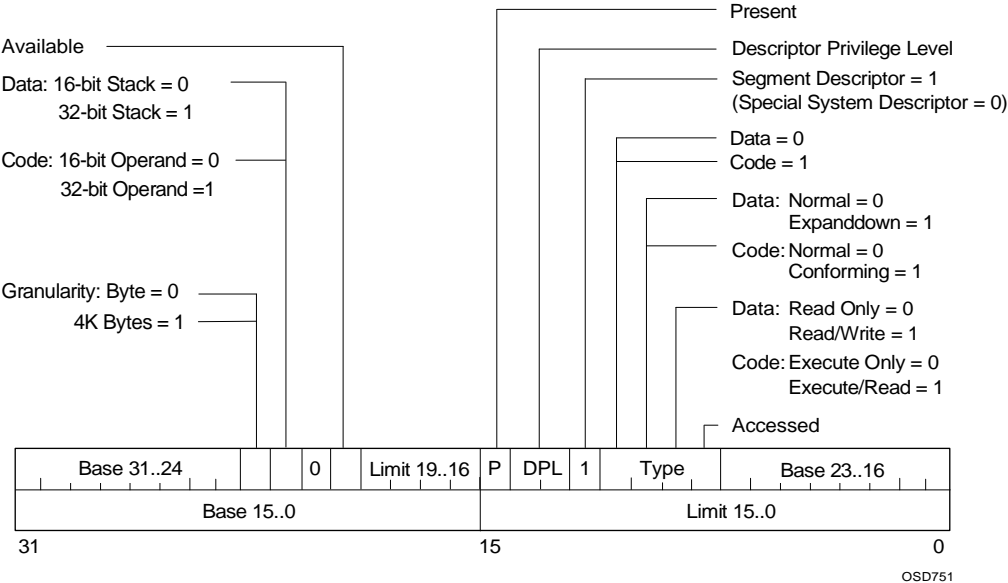 Present
Available
Descriptor Privilege Level
Data: 16-bit Stack = 0
32-bit Stack = 1
Segment Descriptor = 1
(Special System Descriptor = 0)
Data = 0
Code = 1
Code: 16-bit Operand = 0
32-bit Operand =1
Data: Normal = 0
Expanddown = 1
Code: Normal = 0
Conforming = 1
Granularity: Byte = 0
4K Bytes = 1
Data: Read Only = 0
Read/Write = 1
Code: Execute Only = 0
Execute/Read = 1
Accessed
Base 31..24 0 Limit 19..16 P DPL 1 Type Base 23..16
Base 15..0 Limit 15..0
31 15 0
OSD751